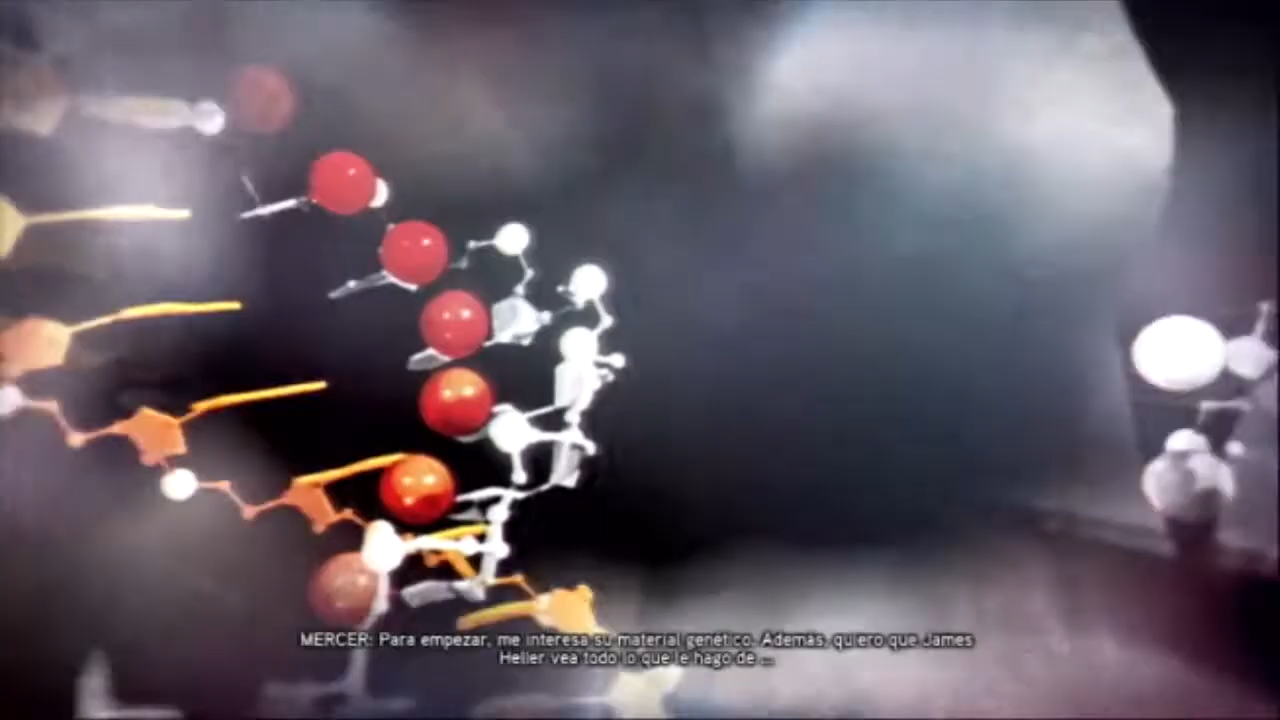 MERCER: Para empezar, me interesa su material genético. Además, quiero que James
Heller vea todo lo que le hago de ...